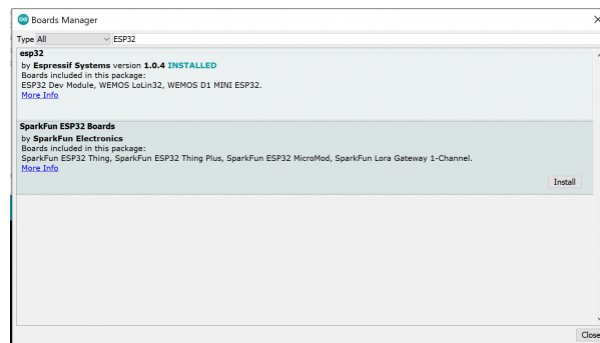 Boards Manager
Type All ESP32
esp32
by Espressif Systems version 1.0.4 INSTALLED
Boards included in this package:
ESP32 Dev Module, WEMOS LoLin32, WEMOS D1 MINI ESP32.
More Info
SparkFun ESP32 Boards
by SparkFun Electronics
Boards included in this package:
SparkFun ESP32 Thing, SparkFun ESP32 Thing Plus, SparkFun ESP32 MicroMod, SparkFun Lora Gateway 1-Channel.
More Info
Install
Close